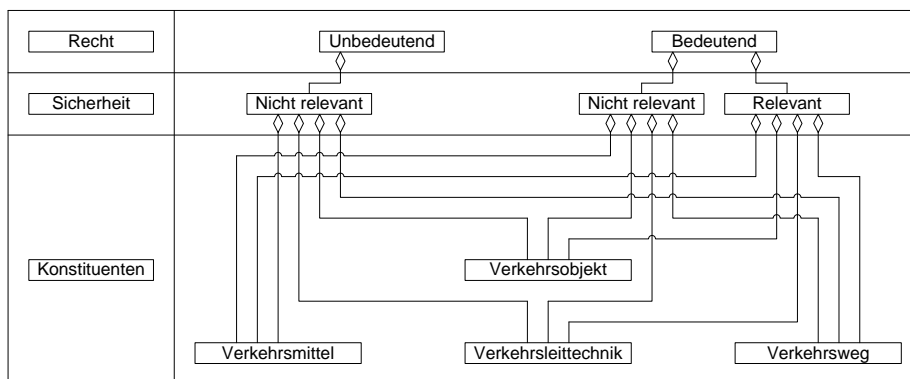 Recht
Unbedeutend
Bedeutend
Sicherheit
Nicht relevant
Nicht relevant
Relevant
Konstituenten
Verkehrsobjekt
Verkehrsmittel
Verkehrsleittechnik
Verkehrsweg